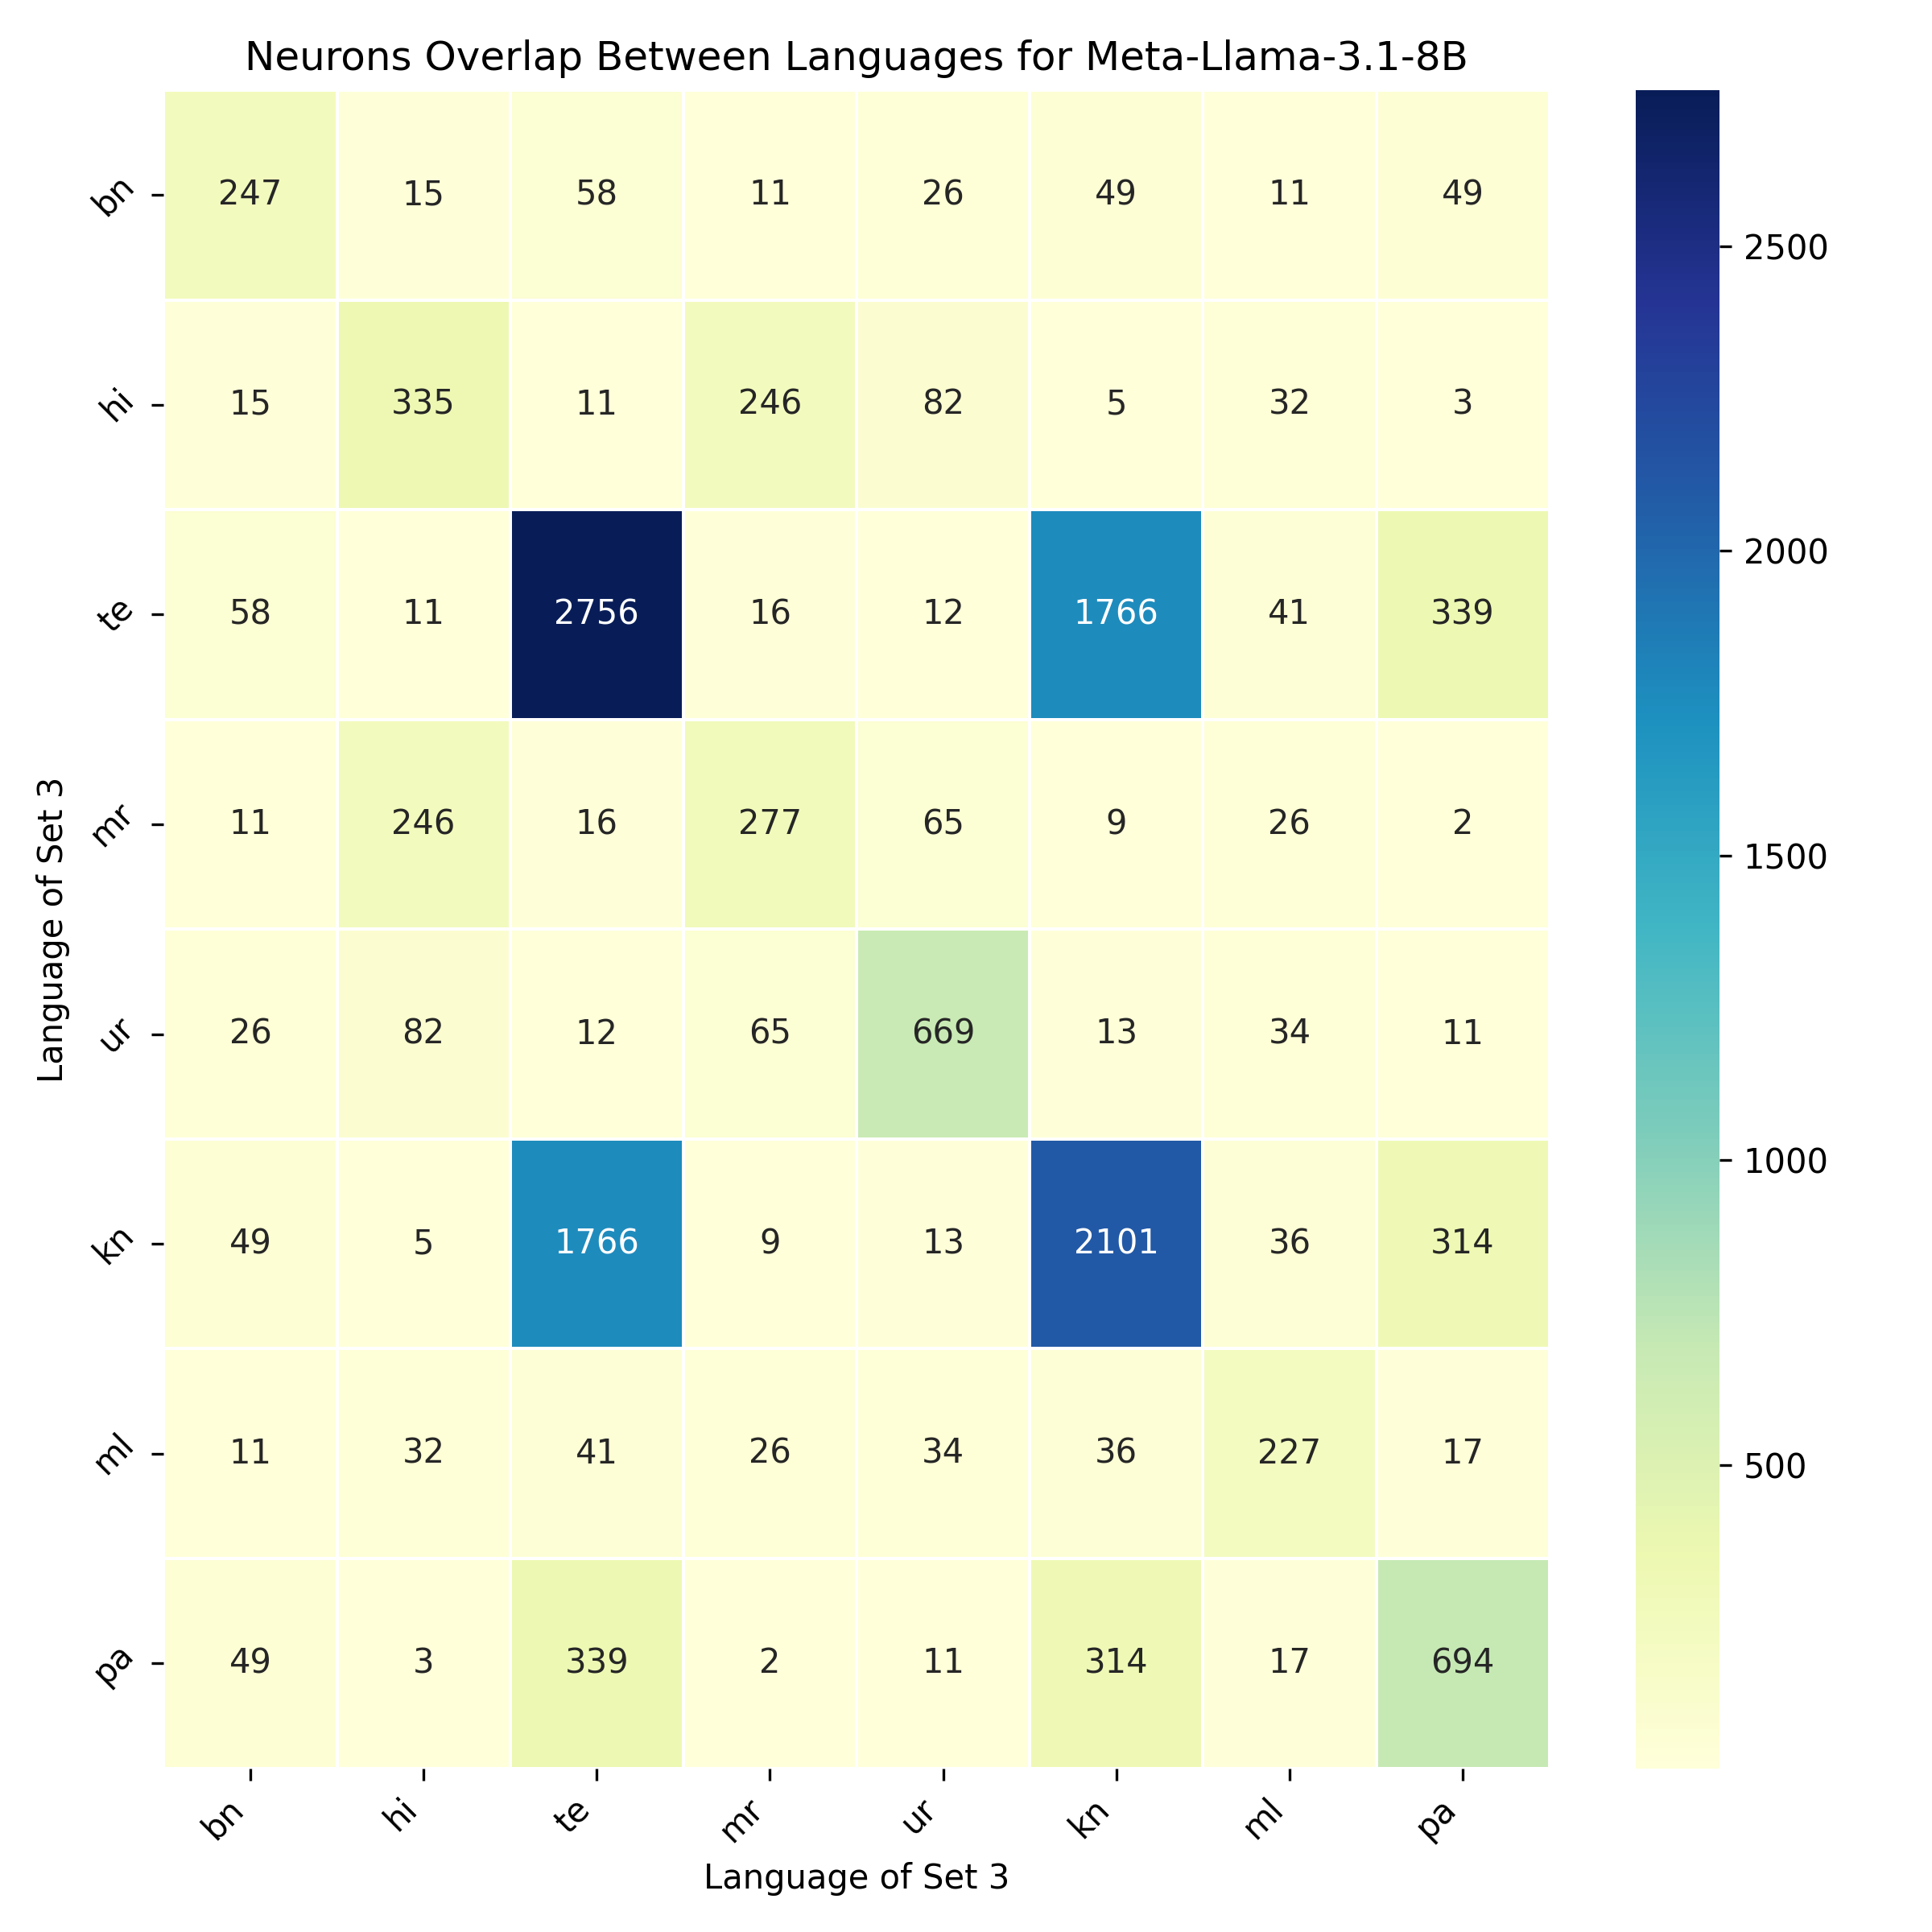 Neurons Overlap Between Languages for Meta-Llama-3.1-8B
bn 247 15 58 11 26 49 11 49
hi 15 335 11 246 82 5 32 3
te 58 11 2756 16 12 1766 41 339
mr 11 246 16 277 65 9 26 2
ur 26 82 12 65 669 13 34 11
kn 49 5 1766 9 13 2101 36 314
ml 11 32 41 26 34 36 227 17
pa 49 3 339 2 11 314 17 694
bn hi te mr ur kn ml pa
Language of Set 3
Language of Set 3
2500
2000
1500
1000
500